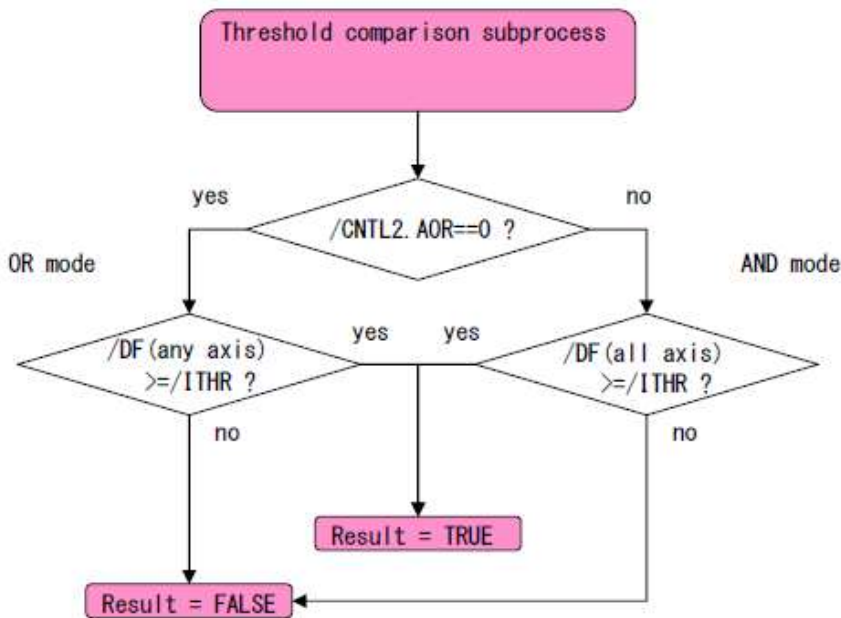 Threshold comparison subprocess
yes
no
/CNTL2.AOR==0 ?
OR mode
AND mode
/DF(any axis)
>=/ITHR ?
yes
yes
/DF(all axis)
>=/ITHR ?
no
no
Result = TRUE
Result = FALSE